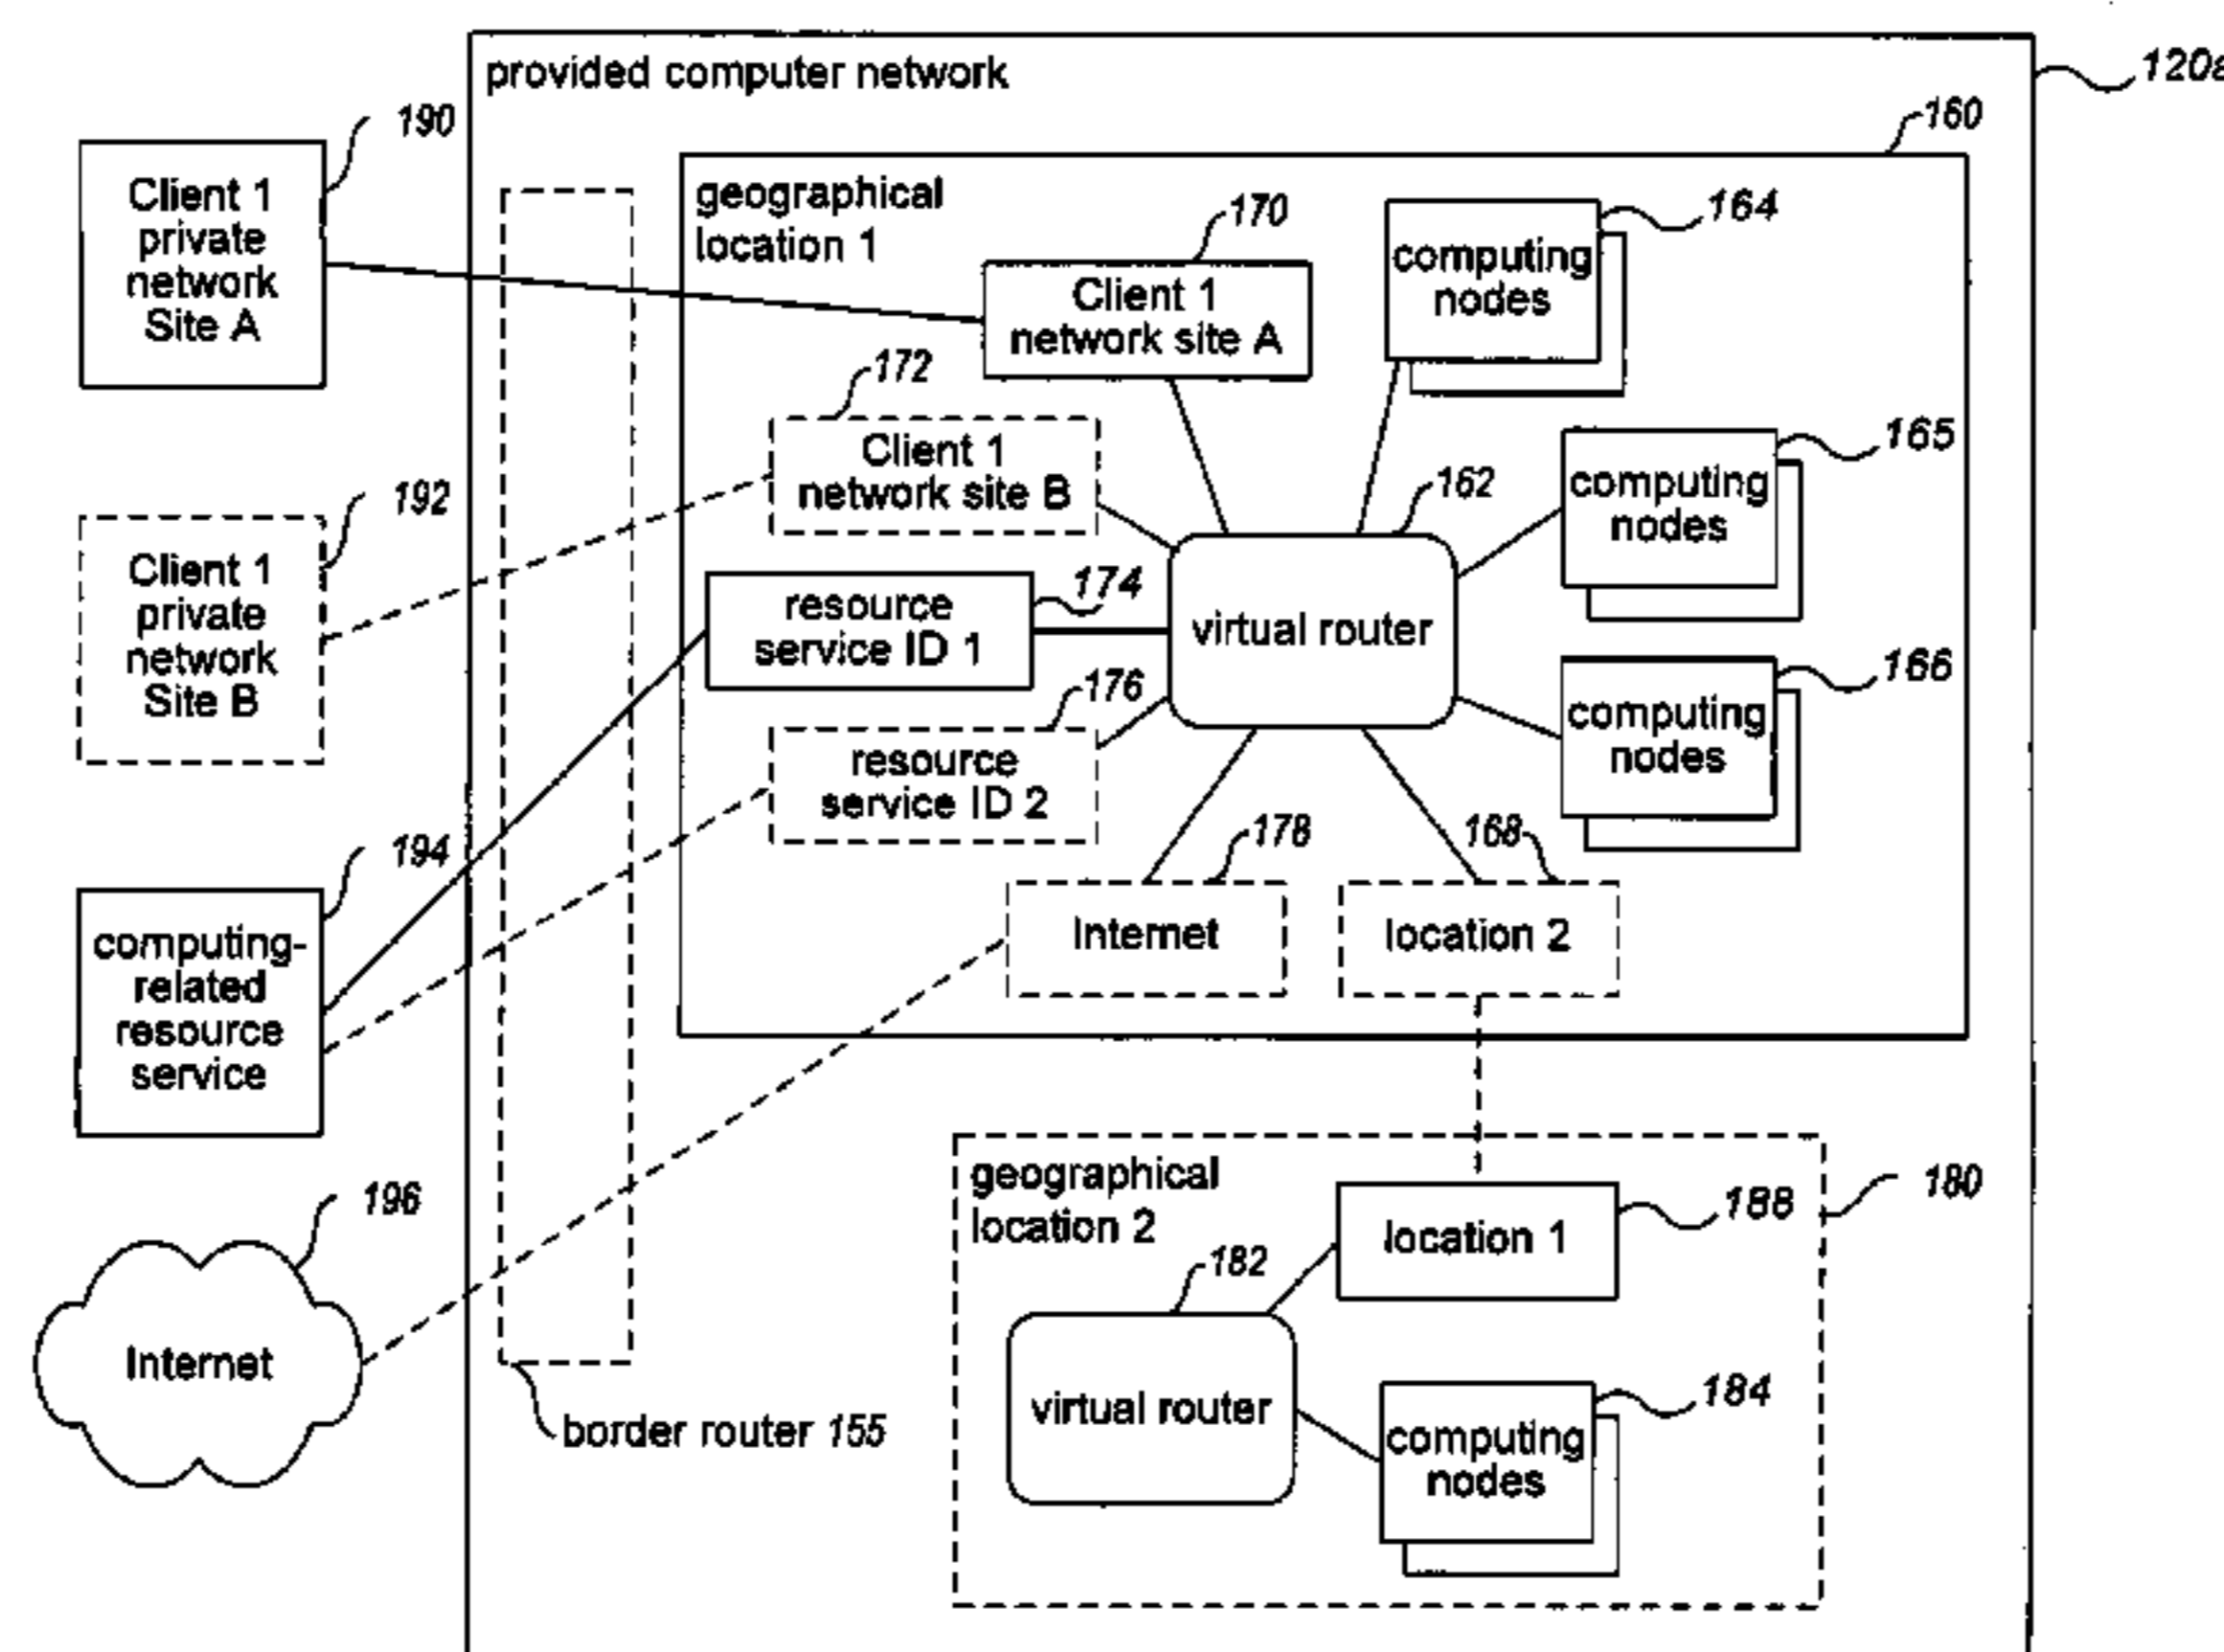 provided computer network
120a
190
160
Client 1
private
network
Site A
geographical
location 1
170
Client 1
network site A
164
computing
nodes
172
Client 1
network site B
165
computing
nodes
192
Client 1
private
network
Site B
162
virtual router
174
resource
service ID 1
166
computing
nodes
176
resource
service ID 2
194
computing-
related
resource
service
178
Internet
168
location 2
196
Internet
border router 155
geographical
location 2
180
188
location 1
182
virtual router
184
computing
nodes